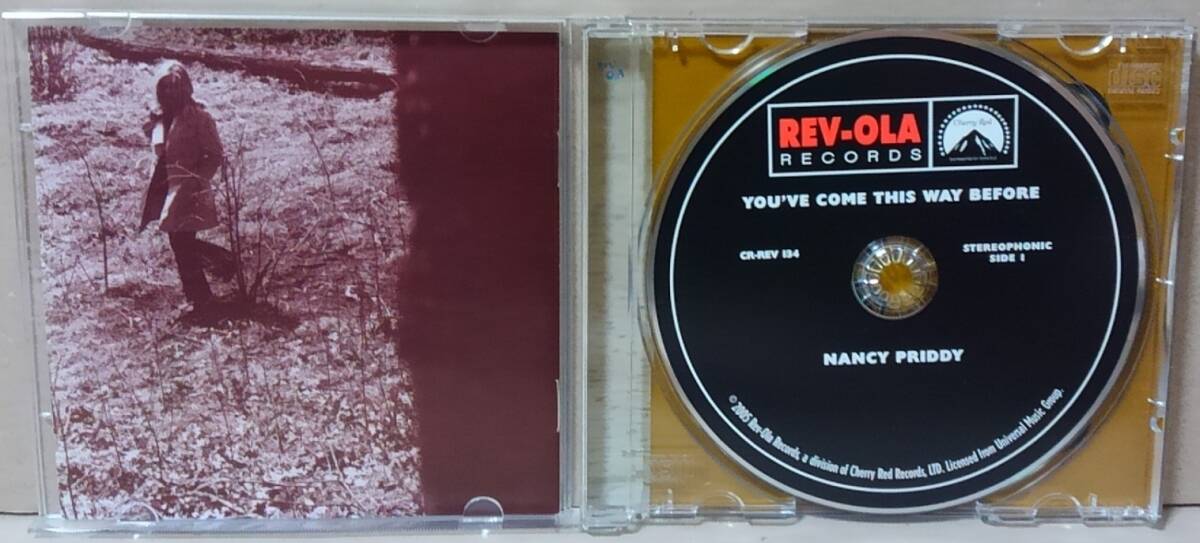 REV-OLA
RECORDS
Cherry Red
YOU'VE COME THIS WAY BEFORE
CR-REV 134
STEREOPHONIC
SIDE 1
NANCY PRIDDY
© 2005 Rev-Ola Records, a division of Cherry Red Records, LTD. Licensed from Universal Music Group.
disc